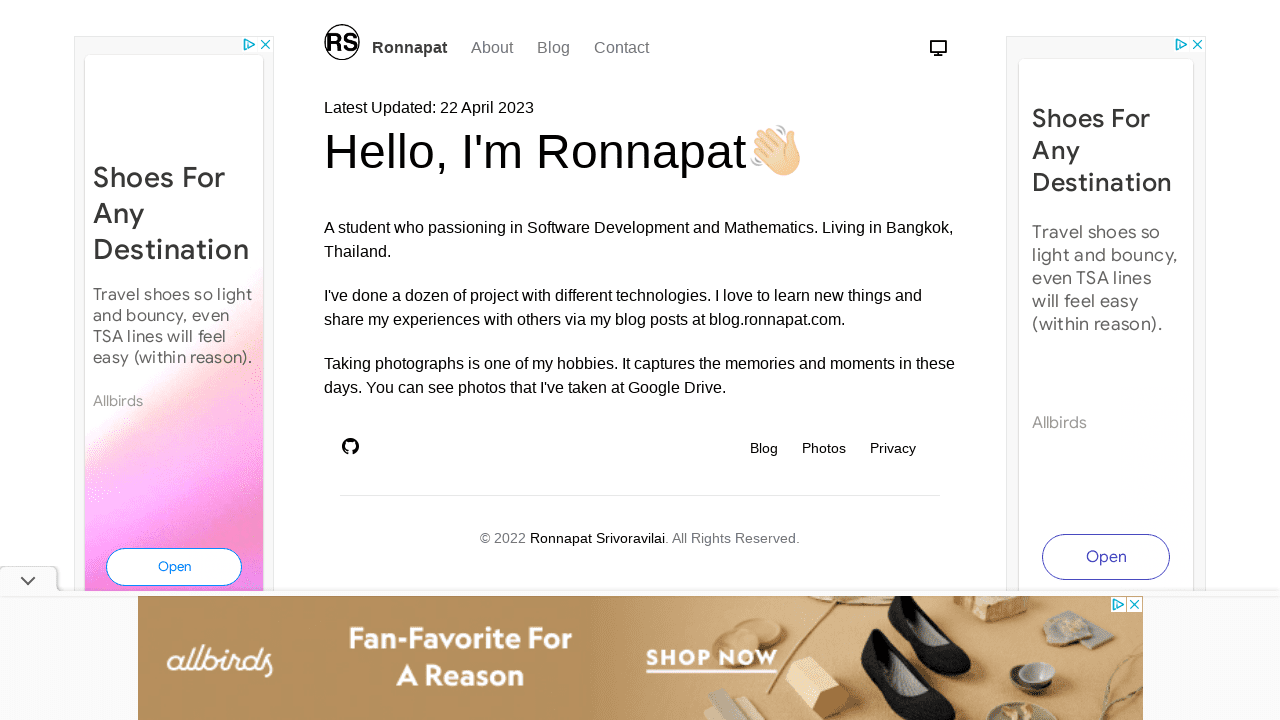 RS
Ronnapat About Blog Contact
Latest Updated: 22 April 2023
Hello, I'm Ronnapat
A student who passioning in Software Development and Mathematics. Living in Bangkok,
Thailand.
I've done a dozen of project with different technologies. I love to learn new things and
share my experiences with others via my blog posts at blog.ronnapat.com.
Taking photographs is one of my hobbies. It captures the memories and moments in these
days. You can see photos that I've taken at Google Drive.
Blog Photos Privacy
© 2022 Ronnapat Srivoravilai. All Rights Reserved.
Shoes For
Any
Destination
Travel shoes so light
and bouncy, even
TSA lines will feel
easy (within reason).
Allbirds
Open
Shoes For
Any
Destination
Travel shoes so
light and bouncy,
even TSA lines
will feel easy
(within reason).
Allbirds
Open
allbirds
Fan-Favorite For
A Reason
SHOP NOW